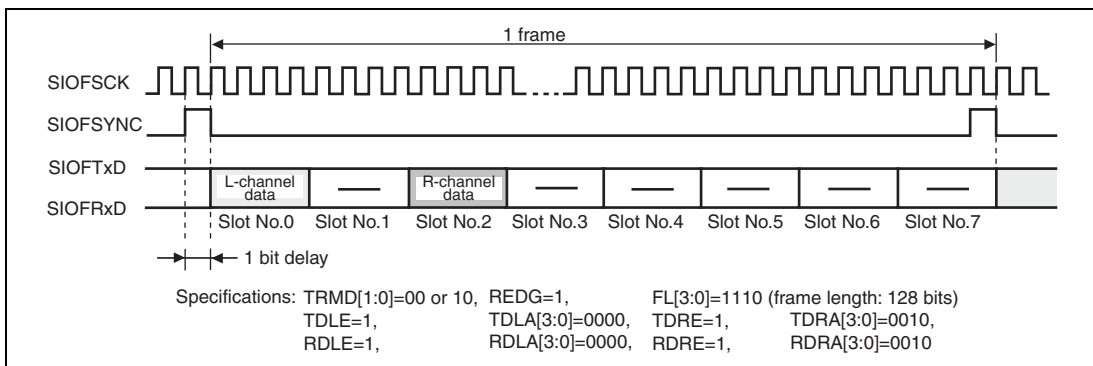 1 frame
SIOFSCK
SIOFSYNC
SIOFTxD
L-channel data
R-channel data
SIOFRxD
Slot No.0 Slot No.1 Slot No.2 Slot No.3 Slot No.4 Slot No.5 Slot No.6 Slot No.7
1 bit delay
Specifications: TRMD[1:0]=00 or 10, REDG=1, FL[3:0]=1110 (frame length: 128 bits)
TDLE=1, TDLA[3:0]=0000, TDRE=1, TDRA[3:0]=0010,
RDLE=1, RDLA[3:0]=0000, RDRE=1, RDRA[3:0]=0010